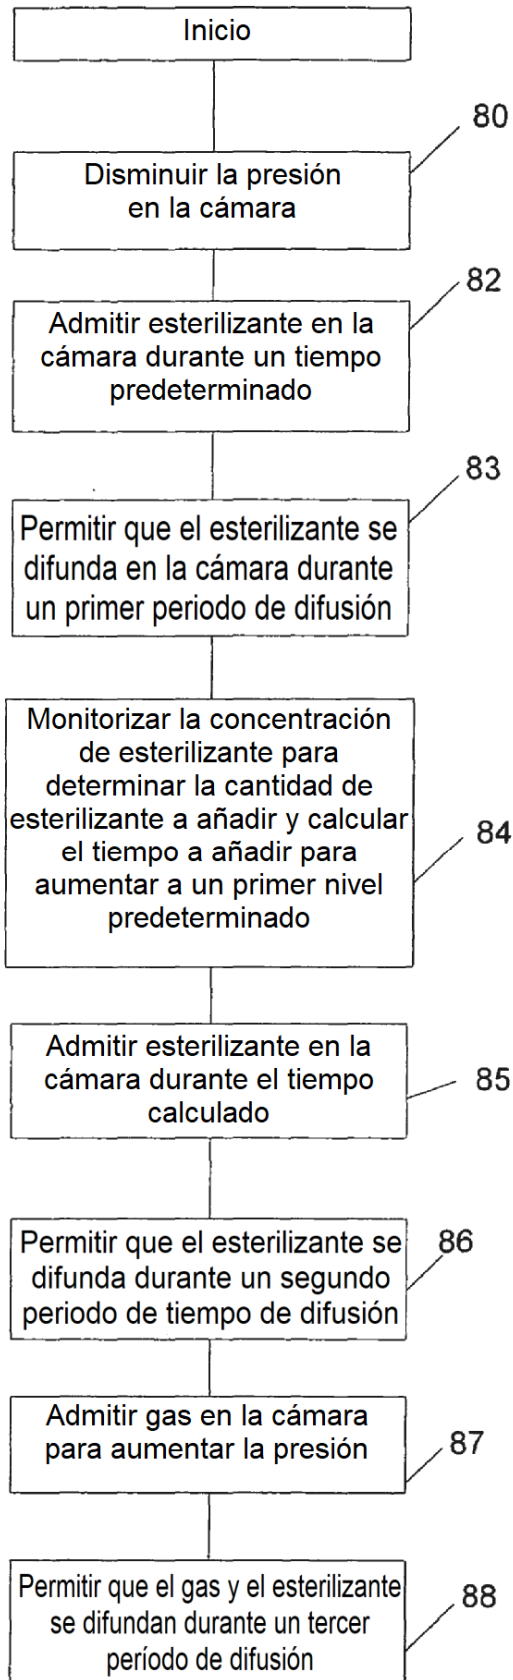 Inicio
80
Disminuir la presión
en la cámara
82
Admitir esterilizante en la
cámara durante un tiempo
predeterminado
83
Permitir que el esterilizante se
difunda en la cámara durante
un primer periodo de difusión
Monitorizar la concentración
de esterilizante para
determinar la cantidad de
esterilizante a añadir y calcular
el tiempo a añadir para
aumentar a un primer nivel
predeterminado
84
Admitir esterilizante en la
cámara durante el tiempo
calculado
85
Permitir que el esterilizante se
difunda durante un segundo
periodo de tiempo de difusión
86
Admitir gas en la cámara
para aumentar la presión
87
Permitir que el gas y el esterilizante
se difundan durante un tercer
período de difusión
88